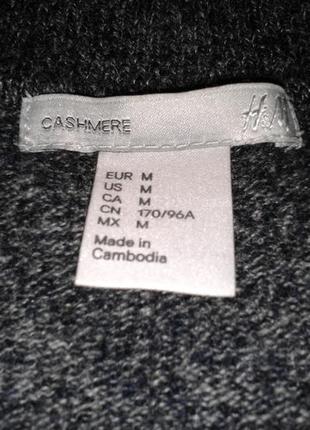 CASHMERE H&M
EUR M
US M
CA M
CN 170/96A
MX M
Made in
Cambodia